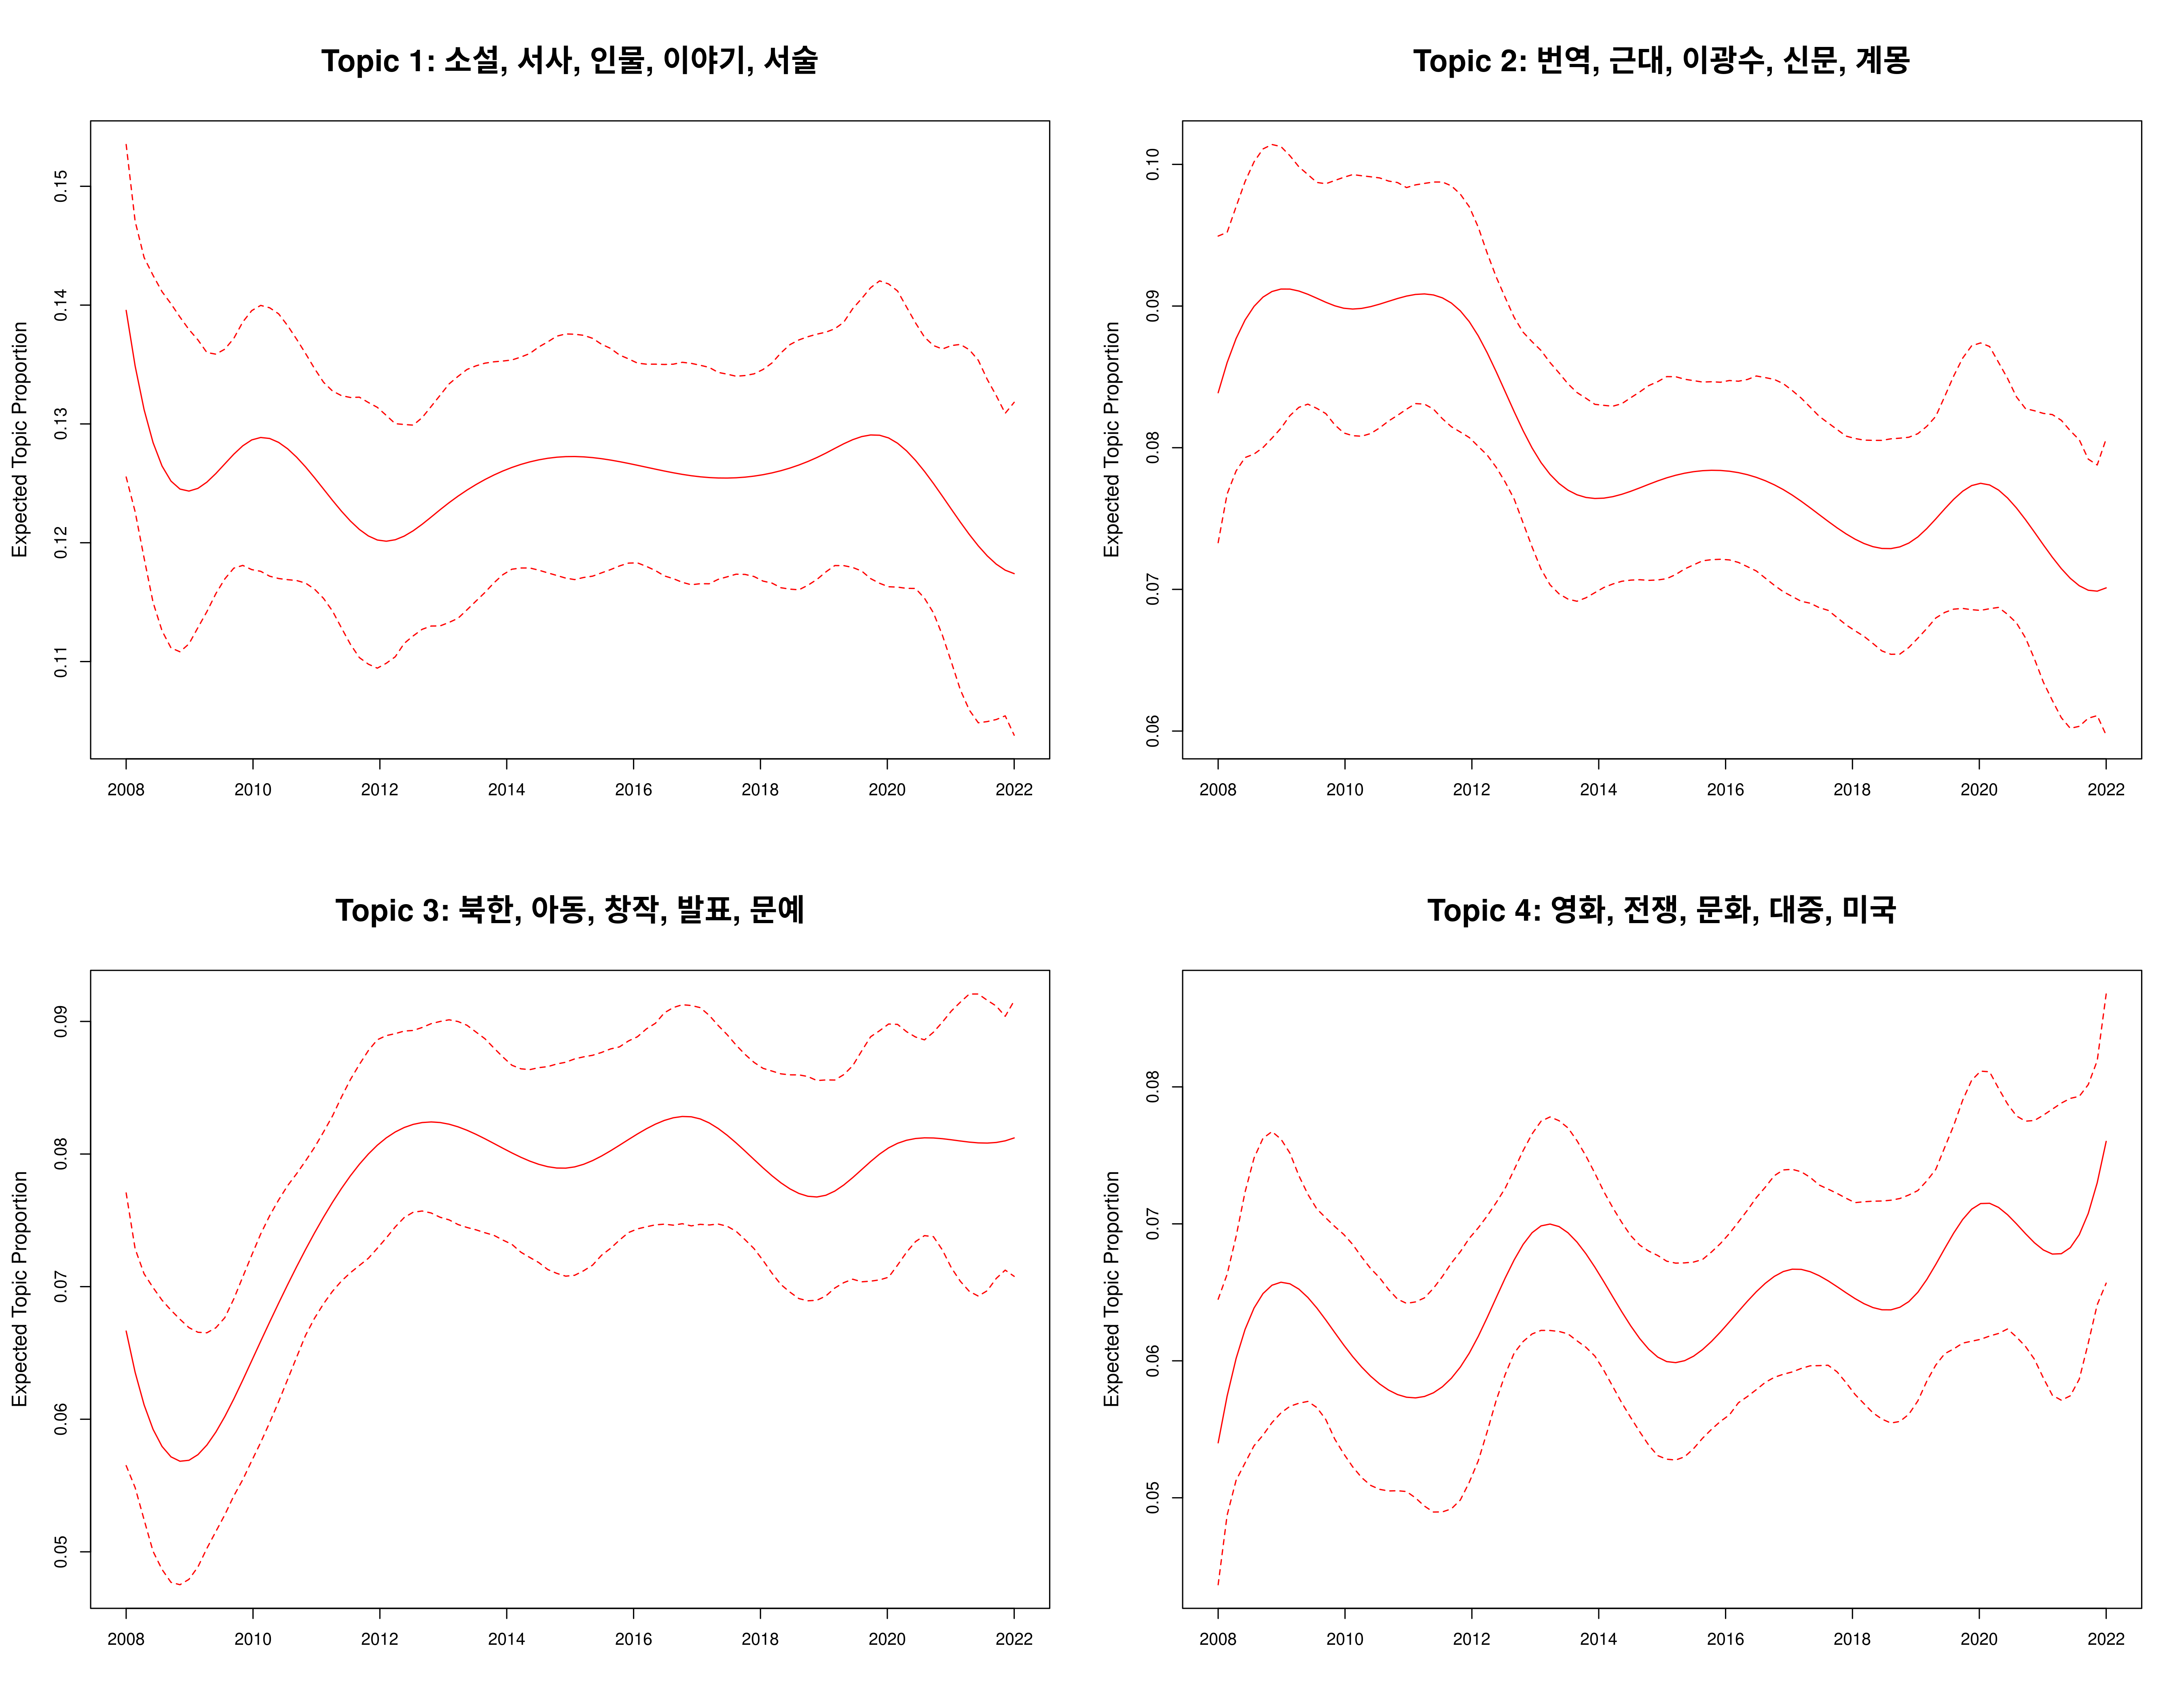 Topic 1: 소설, 서사, 인물, 이야기, 서술
Expected Topic Proportion
0.15
0.14
0.13
0.12
0.11
2008 2010 2012 2014 2016 2018 2020 2022
Topic 2: 번역, 근대, 이광수, 신문, 계몽
Expected Topic Proportion
0.10
0.09
0.08
0.07
0.06
2008 2010 2012 2014 2016 2018 2020 2022
Topic 3: 북한, 아동, 창작, 발표, 문예
Expected Topic Proportion
0.09
0.08
0.07
0.06
0.05
2008 2010 2012 2014 2016 2018 2020 2022
Topic 4: 영화, 전쟁, 문화, 대중, 미국
Expected Topic Proportion
0.08
0.07
0.06
0.05
2008 2010 2012 2014 2016 2018 2020 2022